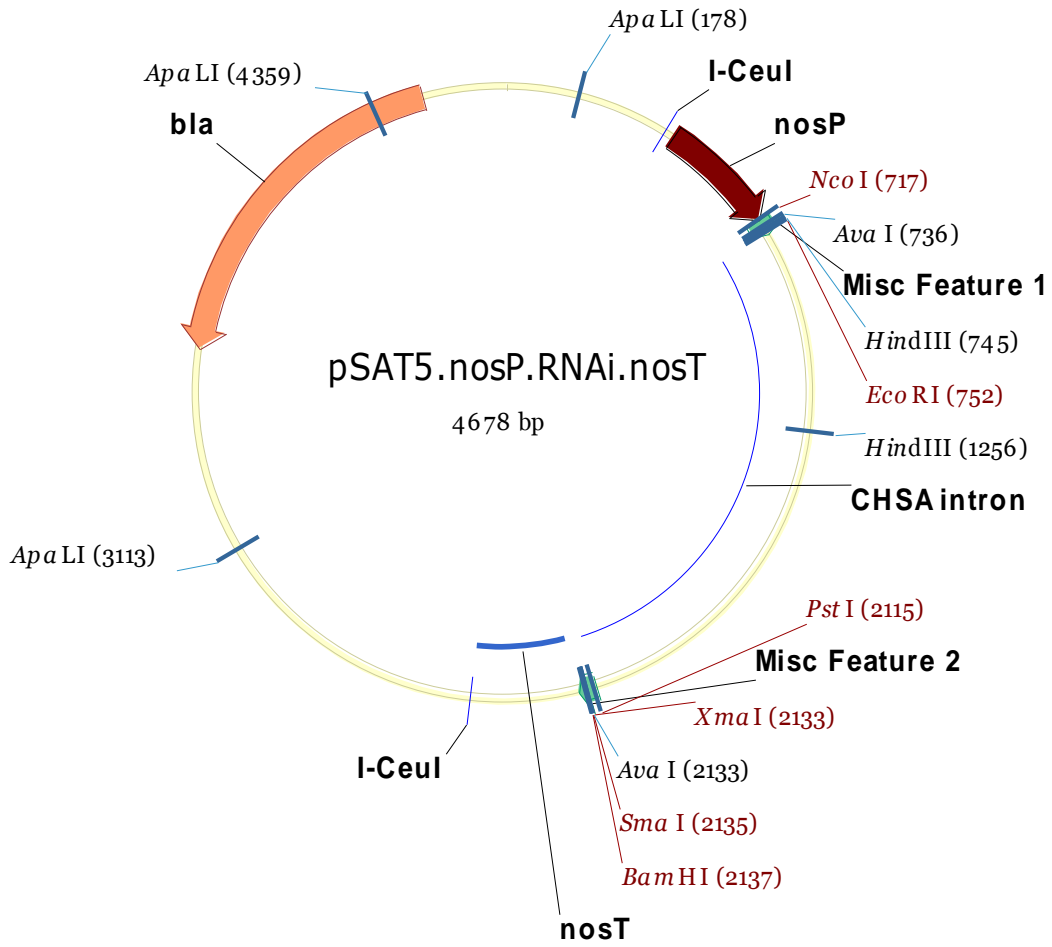 ApaLI (178)
ApaLI (4359)
I-CeuI
bla
nosP
NcoI (717)
AvaI (736)
Misc Feature 1
HindIII (745)
pSAT5.nosP.RNAi.nosT
EcoRI (752)
4678 bp
HindIII (1256)
CHSA intron
ApaLI (3113)
PstI (2115)
Misc Feature 2
XmaI (2133)
I-CeuI
AvaI (2133)
SmaI (2135)
BamHI (2137)
nosT